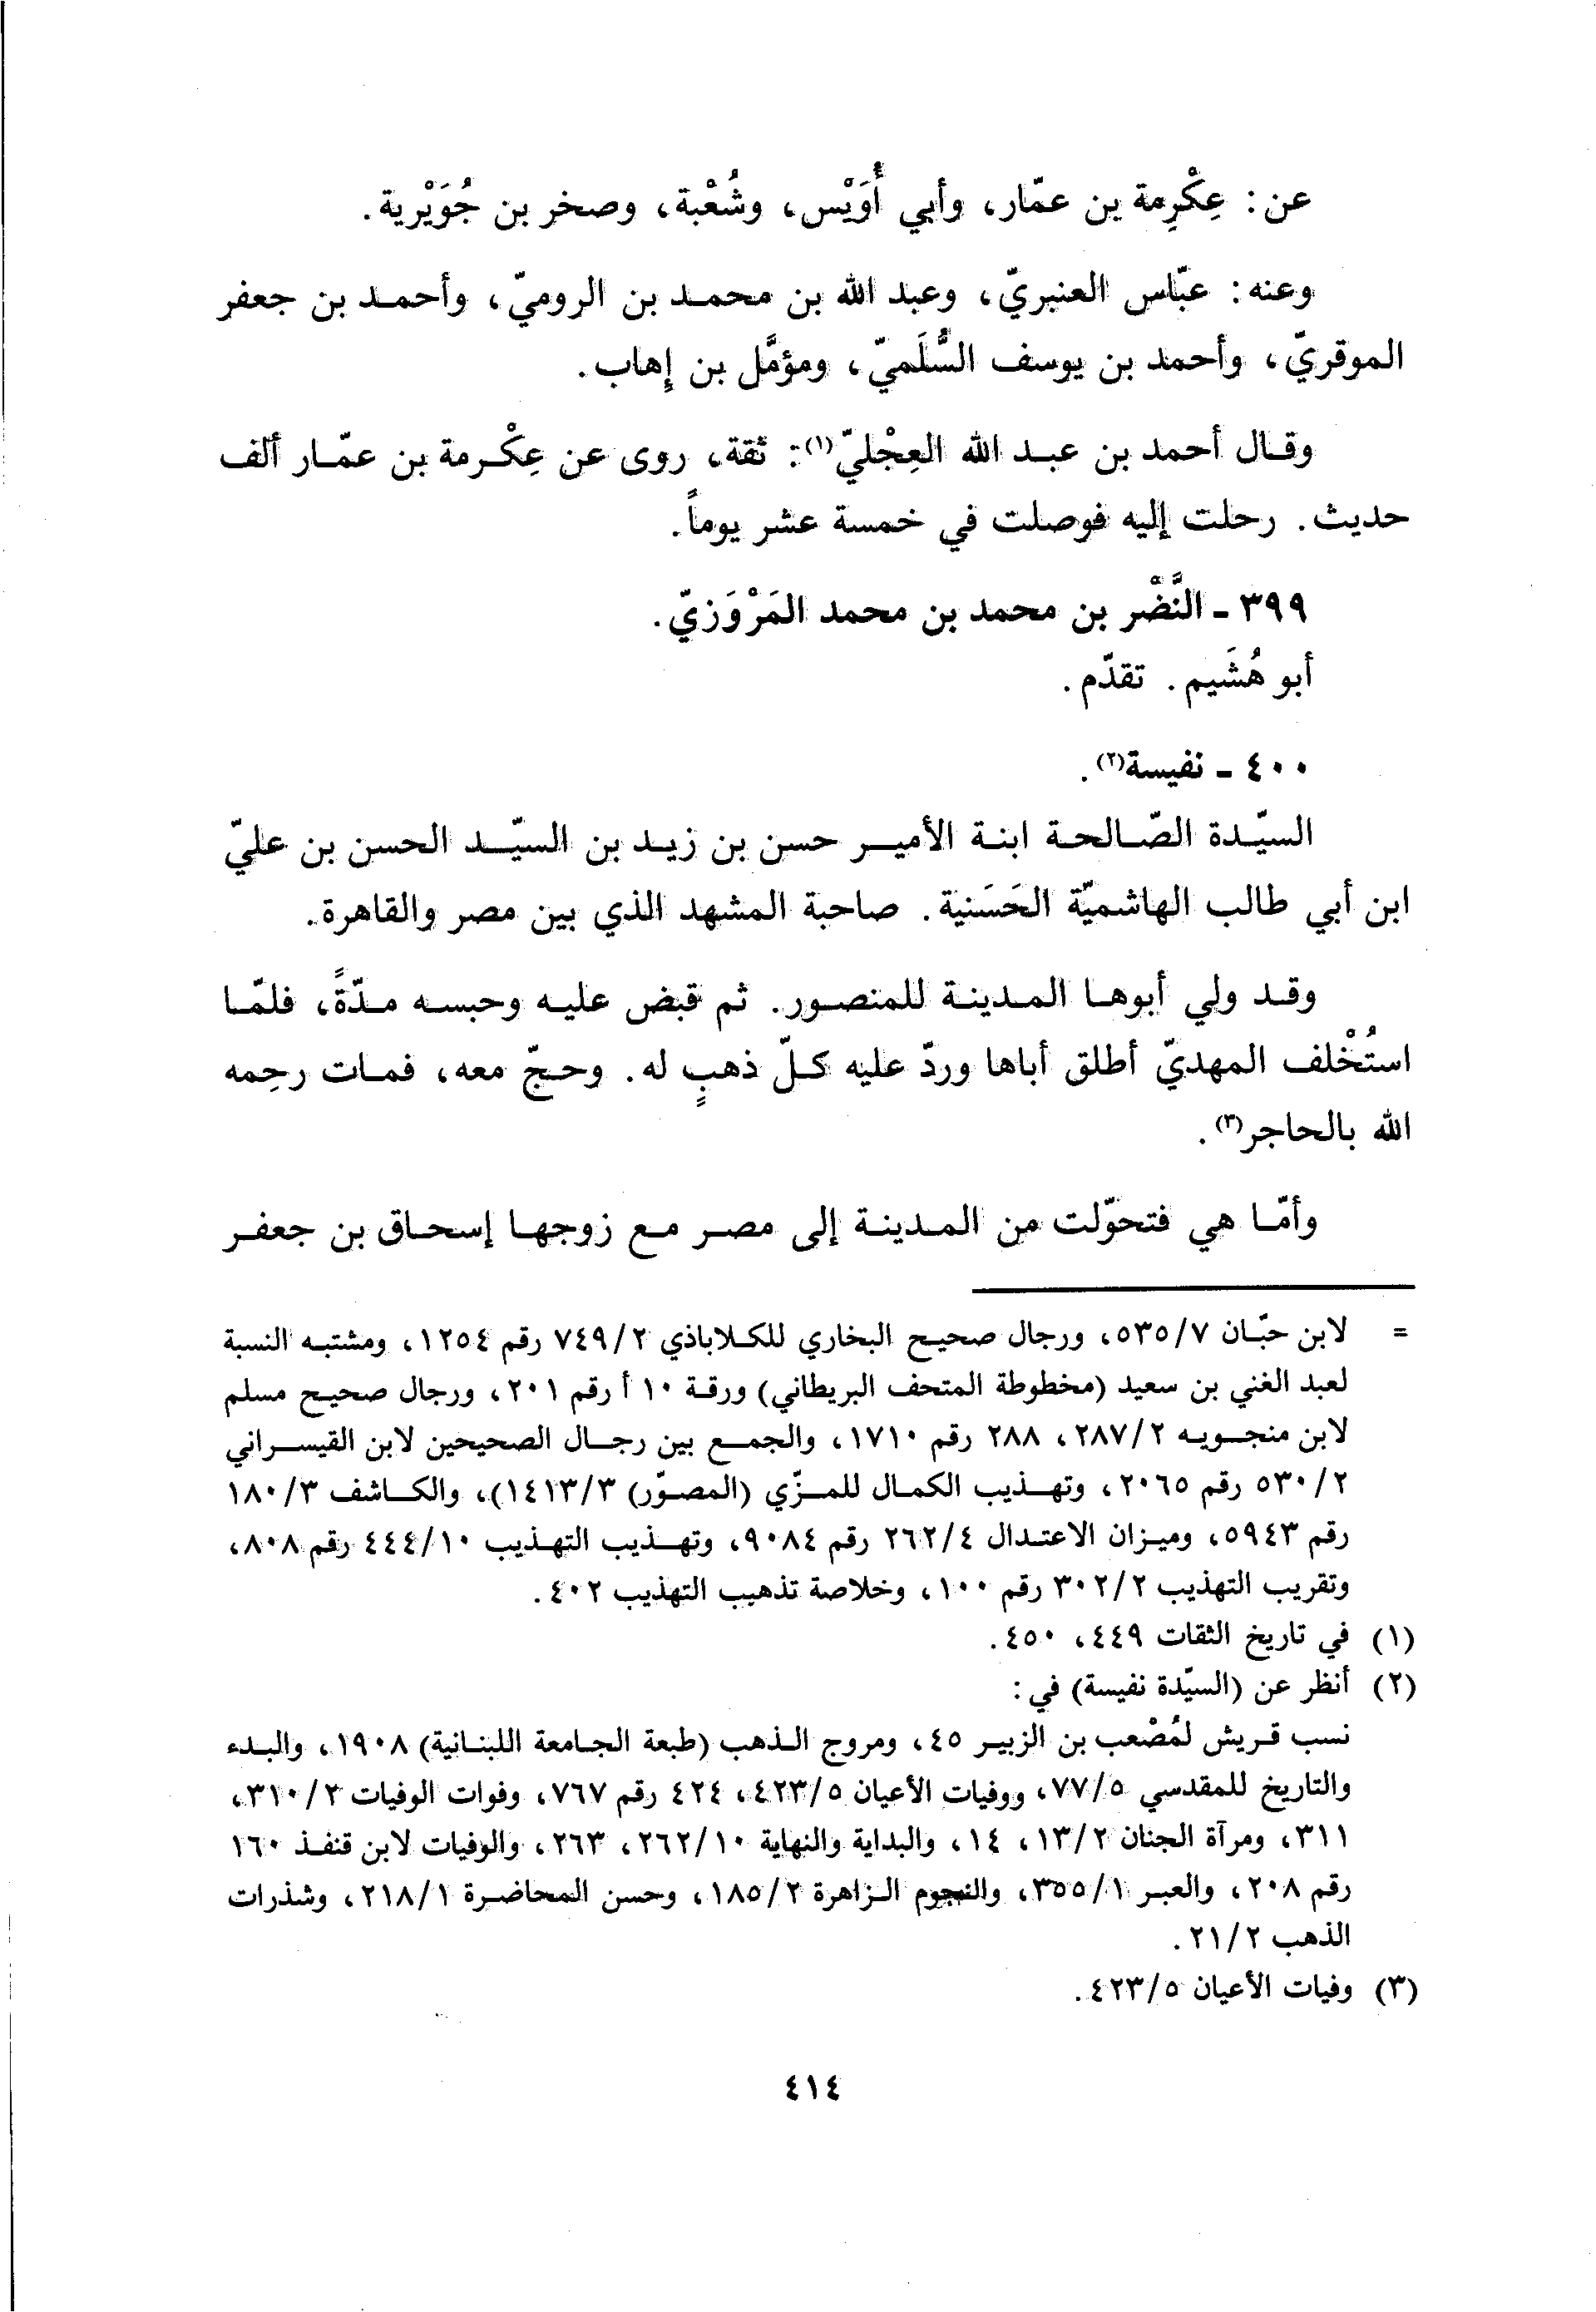 عن: عِكْرِمة بن عمّار، وأبي أُوَيْس، وشُعْبة، وصخر بن جُوَيْرية.
وعنه: عبّاس العنبريّ، وعبد الله بن محمد بن الروميّ، وأحمد بن جعفر
الموقريّ، وأحمد بن يوسف السُّلَميّ، ومؤمَّل بن إهاب.
وقال أحمد بن عبد الله العِجْليّ(١): ثقة، روى عن عِكْرمة بن عمّار ألف
حديث. رحلت إليه فوصلت في خمسة عشر يوماً.
٣٩٩ - النَّضْر بن محمد بن محمد المَرْوَزيّ.
أبو هُشَيم. تقدّم.
٤٠٠ - نفيسة(٢).
السيّدة الصّالحة ابنة الأمير حسن بن زيد بن السيّد الحسن بن عليّ
ابن أبي طالب الهاشميّة الحَسَنية. صاحبة المشهد الذي بين مصر والقاهرة.
وقد ولي أبوها المدينة للمنصور. ثم قبض عليه وحبسه مدّةً، فلمّا
استُخْلف المهديّ أطلق أباها وردّ عليه كلّ ذهبٍ له. وحجّ معه، فمات رحِمه
الله بالحاجر(٣).
وأمّا هي فتحوّلت من المدينة إلى مصر مع زوجها إسحاق بن جعفر
= لابن حبّان ٥٣٥/٧، ورجال صحيح البخاري للكلاباذي ٧٤٩/٢ رقم ١٢٥٤، ومشتبه النسبة
لعبد الغني بن سعيد (مخطوطة المتحف البريطاني) ورقة ١٠ أ رقم ٢٠١، ورجال صحيح مسلم
لابن منجويه ٢٨٧/٢، ٢٨٨ رقم ١٧١٠، والجمع بين رجال الصحيحين لابن القيسراني
٥٣٠/٢ رقم ٢٠٦٥، وتهذيب الكمال للمزّي (المصوّر) ١٤١٣/٣)، والكاشف ١٨٠/٣
رقم ٥٩٤٣، وميزان الاعتدال ٢٦٢/٤ رقم ٩٠٨٤، وتهذيب التهذيب ٤٤٤/١٠ رقم ٨٠٨،
وتقريب التهذيب ٣٠٢/٢ رقم ١٠٠، وخلاصة تذهيب التهذيب ٤٠٢.
(١) في تاريخ الثقات ٤٤٩، ٤٥٠.
(٢) أنظر عن (السيّدة نفيسة) في:
نسب قريش لمُصْعب بن الزبير ٤٥، ومروج الذهب (طبعة الجامعة اللبنانية) ١٩٠٨، والبدء
والتاريخ للمقدسي ٧٧/٥، ووفيات الأعيان ٤٢٣/٥، ٤٢٤ رقم ٧٦٧، وفوات الوفيات ٣١٠/٢،
٣١١، ومرآة الجنان ١٣/٢، ١٤، والبداية والنهاية ٢٦٢/١٠، ٢٦٣، والوفيات لابن قنفذ ١٦٠
رقم ٢٠٨، والعبر ٣٥٥/١، والنجوم الزاهرة ١٨٥/٢، وحسن المحاضرة ٢١٨/١، وشذرات
الذهب ٢١/٢.
(٣) وفيات الأعيان ٤٢٣/٥.
٤١٤